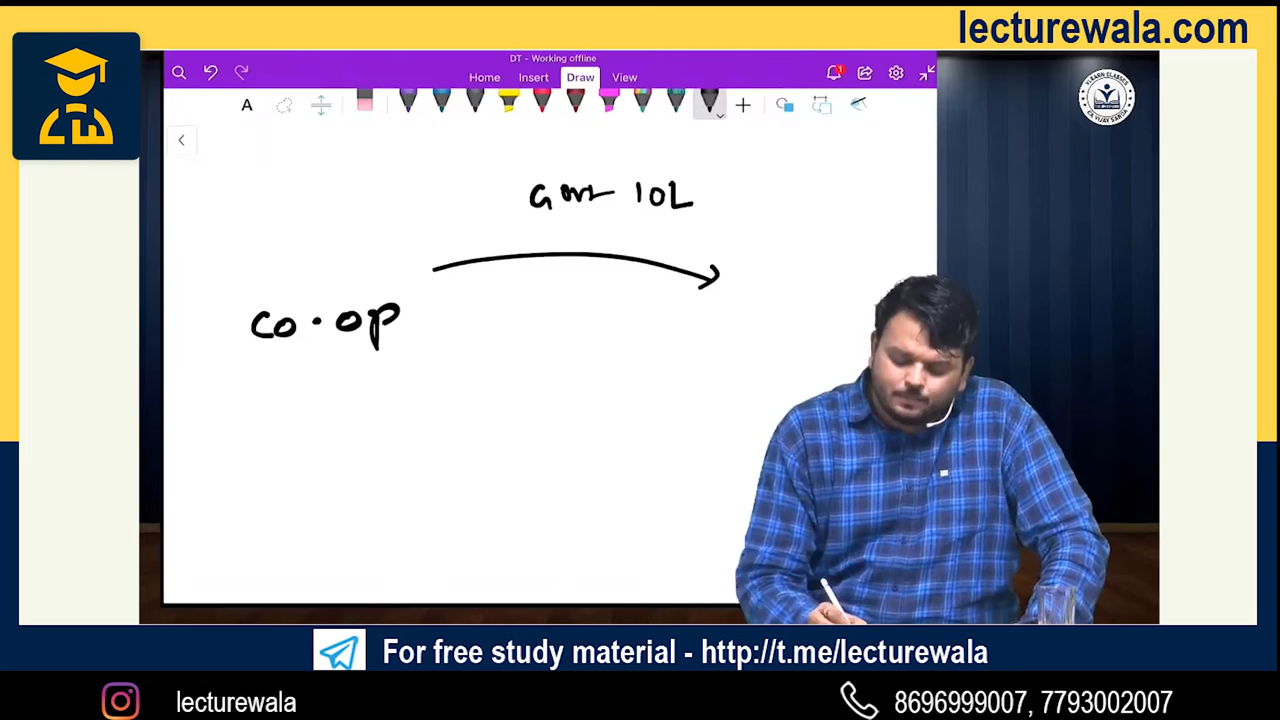 lecturewala.com
DT - Working offline
Home Insert Draw View
A
Govt 10L
co. op
For free study material - http://t.me/lecturewala
lecturewala
8696999007, 7793002007